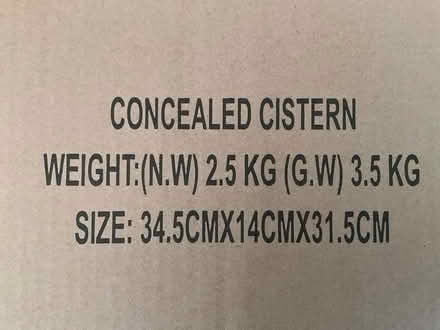 CONCEALED CISTERN
WEIGHT:(N.W) 2.5 KG (G.W) 3.5 KG
SIZE: 34.5CMX14CMX31.5CM